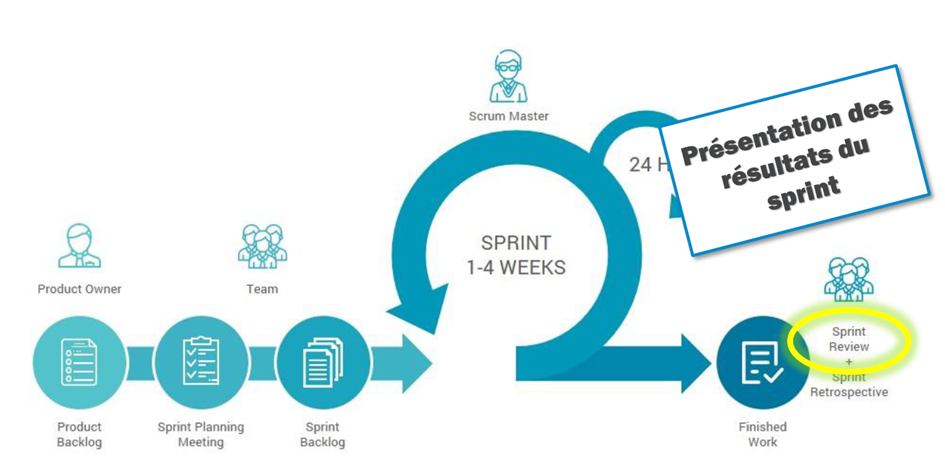 Scrum Master
24 H
Présentation des
résultats du
sprint
SPRINT
1-4 WEEKS
Product Owner
Team
Sprint
Review
+
Sprint
Retrospective
Product
Backlog
Sprint Planning
Meeting
Sprint
Backlog
Finished
Work